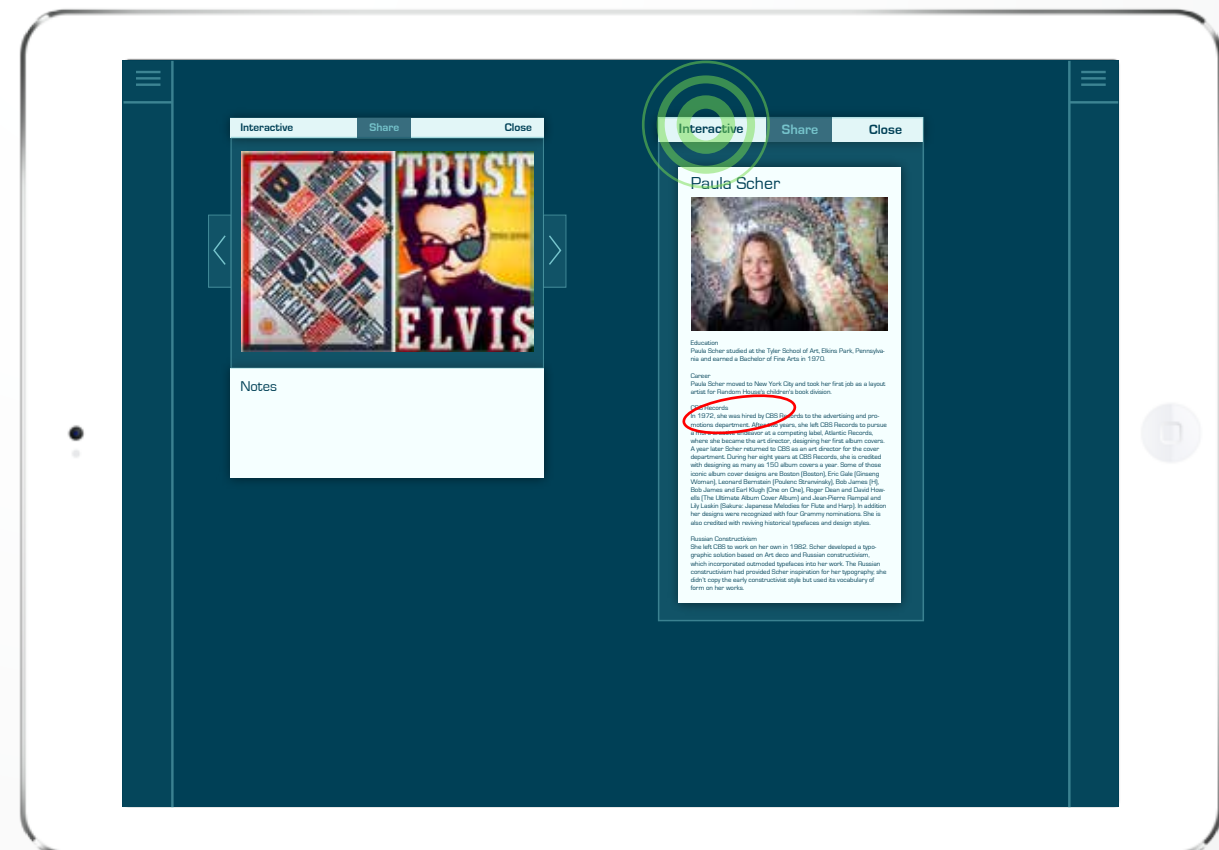 Interactive
Share
Close
TRUST
ELVIS
BEST
Notes
Interactive
Share
Close
Paula Scher
Education
Paula Scher studied at the Tyler School of Art, Elkins Park, Pennsylva-
nia and earned a Bachelor of Fine Arts in 1970.
Career
Paula Scher moved to New York City and took her first job as a layout
artist for Random House's children's book division.
CBS Records
In 1972, she was hired by CBS Records to the advertising and pro-
motions department. After two years, she left CBS Records to pursue
a more creative endeavor at a competing label, Atlantic Records,
where she became the art director, designing her first album covers.
A year later Scher returned to CBS as an art director for the cover
department. During her eight years at CBS Records, she is credited
with designing as many as 150 album covers a year. Some of those
iconic album cover designs are Boston (Boston), Eric Gale (Ginseng
Woman), Leonard Bernstein (Poulenc Stranvinsky), Bob James (H),
Bob James and Earl Klugh (One on One), Roger Dean and David How-
ells (The Ultimate Album Cover Album) and Jean-Pierre Rampal and
Lily Laskin (Sakura: Japanese Melodies for Flute and Harp). In addition
her designs were recognized with four Grammy nominations. She is
also credited with reviving historical typefaces and design styles.
Russian Constructivism
She left CBS to work on her own in 1982. Scher developed a typo-
graphic solution based on Art deco and Russian constructivism,
which incorporated outmoded typefaces into her work. The Russian
constructivism had provided Scher inspiration for her typography, she
didn't copy the early constructivist style but used its vocabulary of
form on her works.